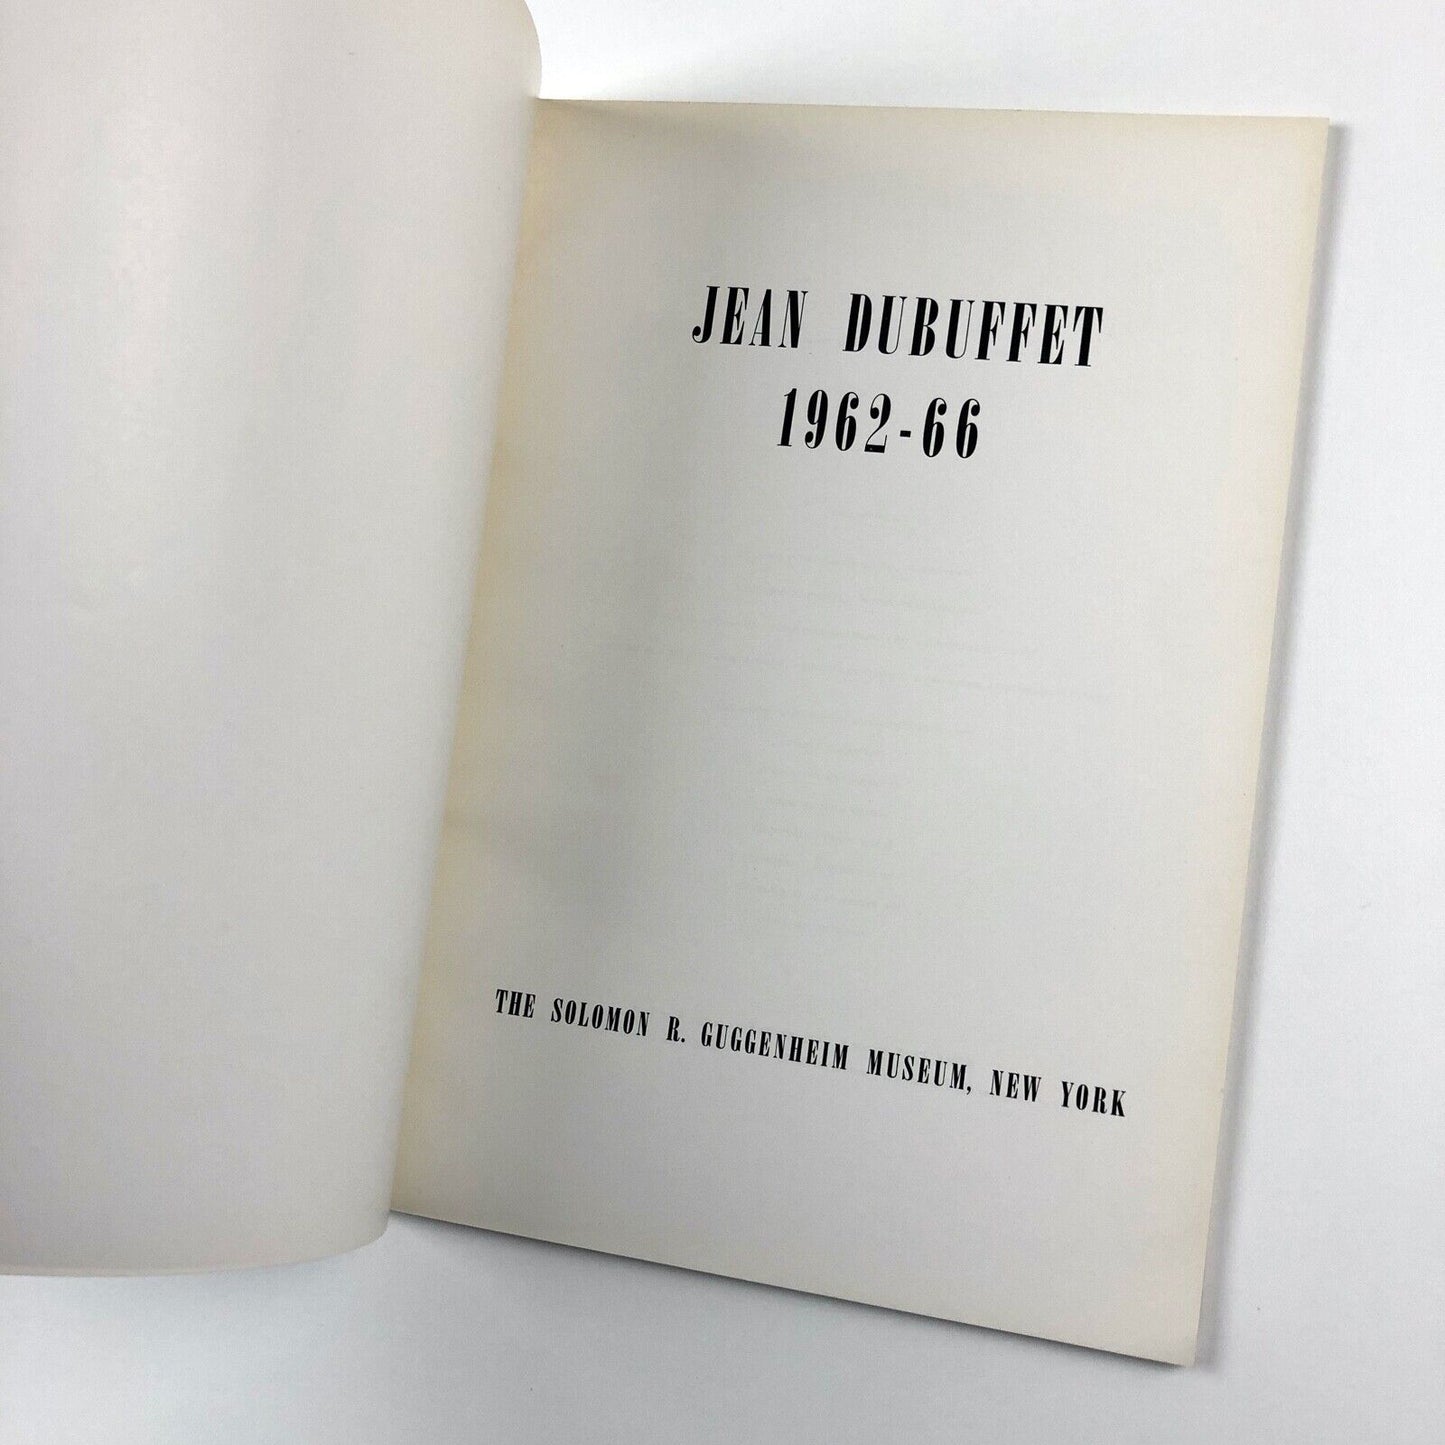 JEAN DUBUFFET
1962-66
THE SOLOMON R. GUGGENHEIM MUSEUM, NEW YORK